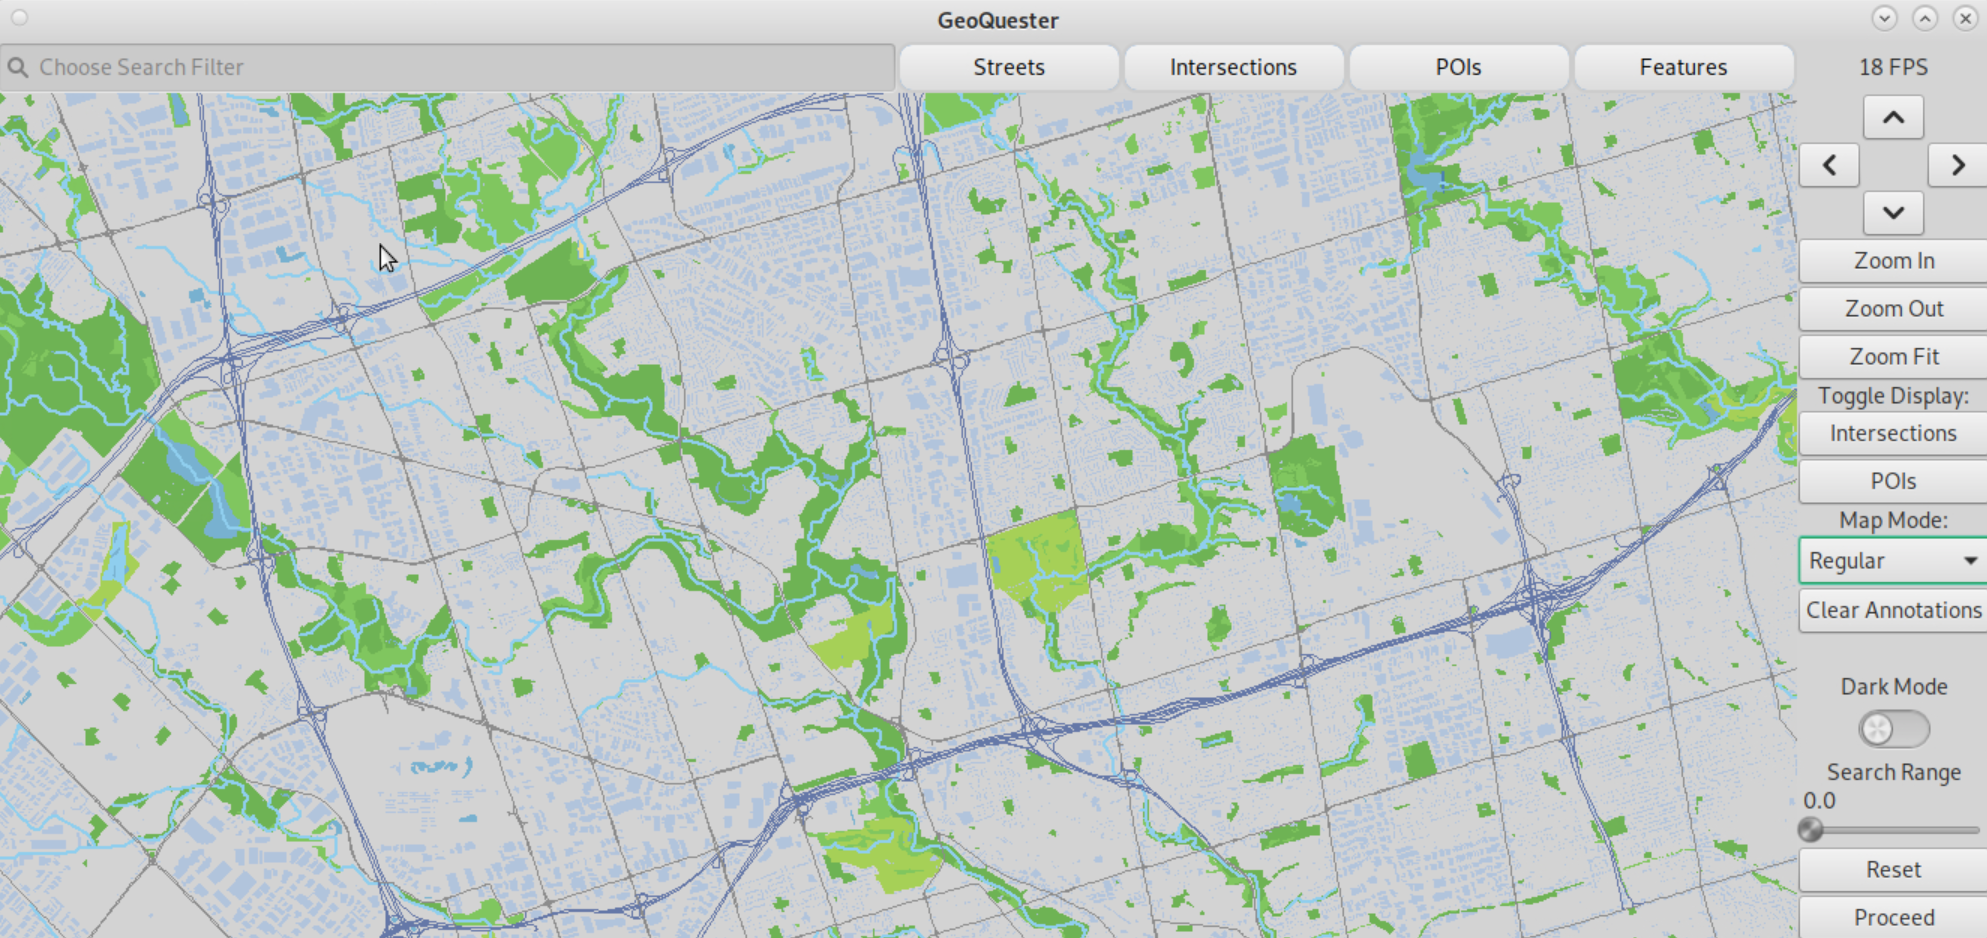 GeoQuester
Choose Search Filter
Streets
Intersections
POIs
Features
18 FPS
Zoom In
Zoom Out
Zoom Fit
Toggle Display:
Intersections
POIs
Map Mode:
Regular
Clear Annotations
Dark Mode
Search Range
0.0
Reset
Proceed